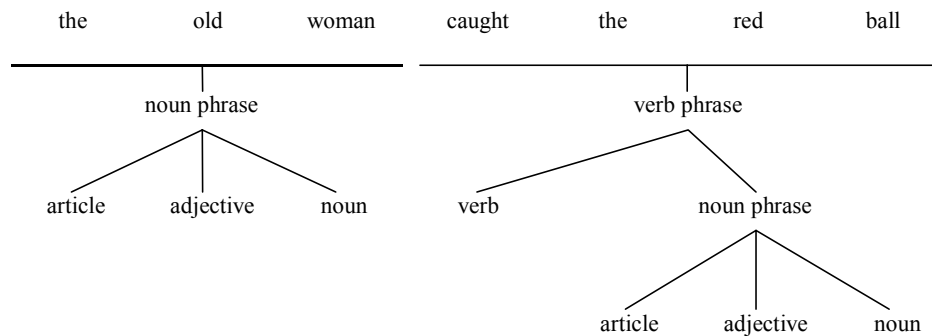 the old woman caught the red ball
noun phrase verb phrase
article adjective noun verb noun phrase
article adjective noun